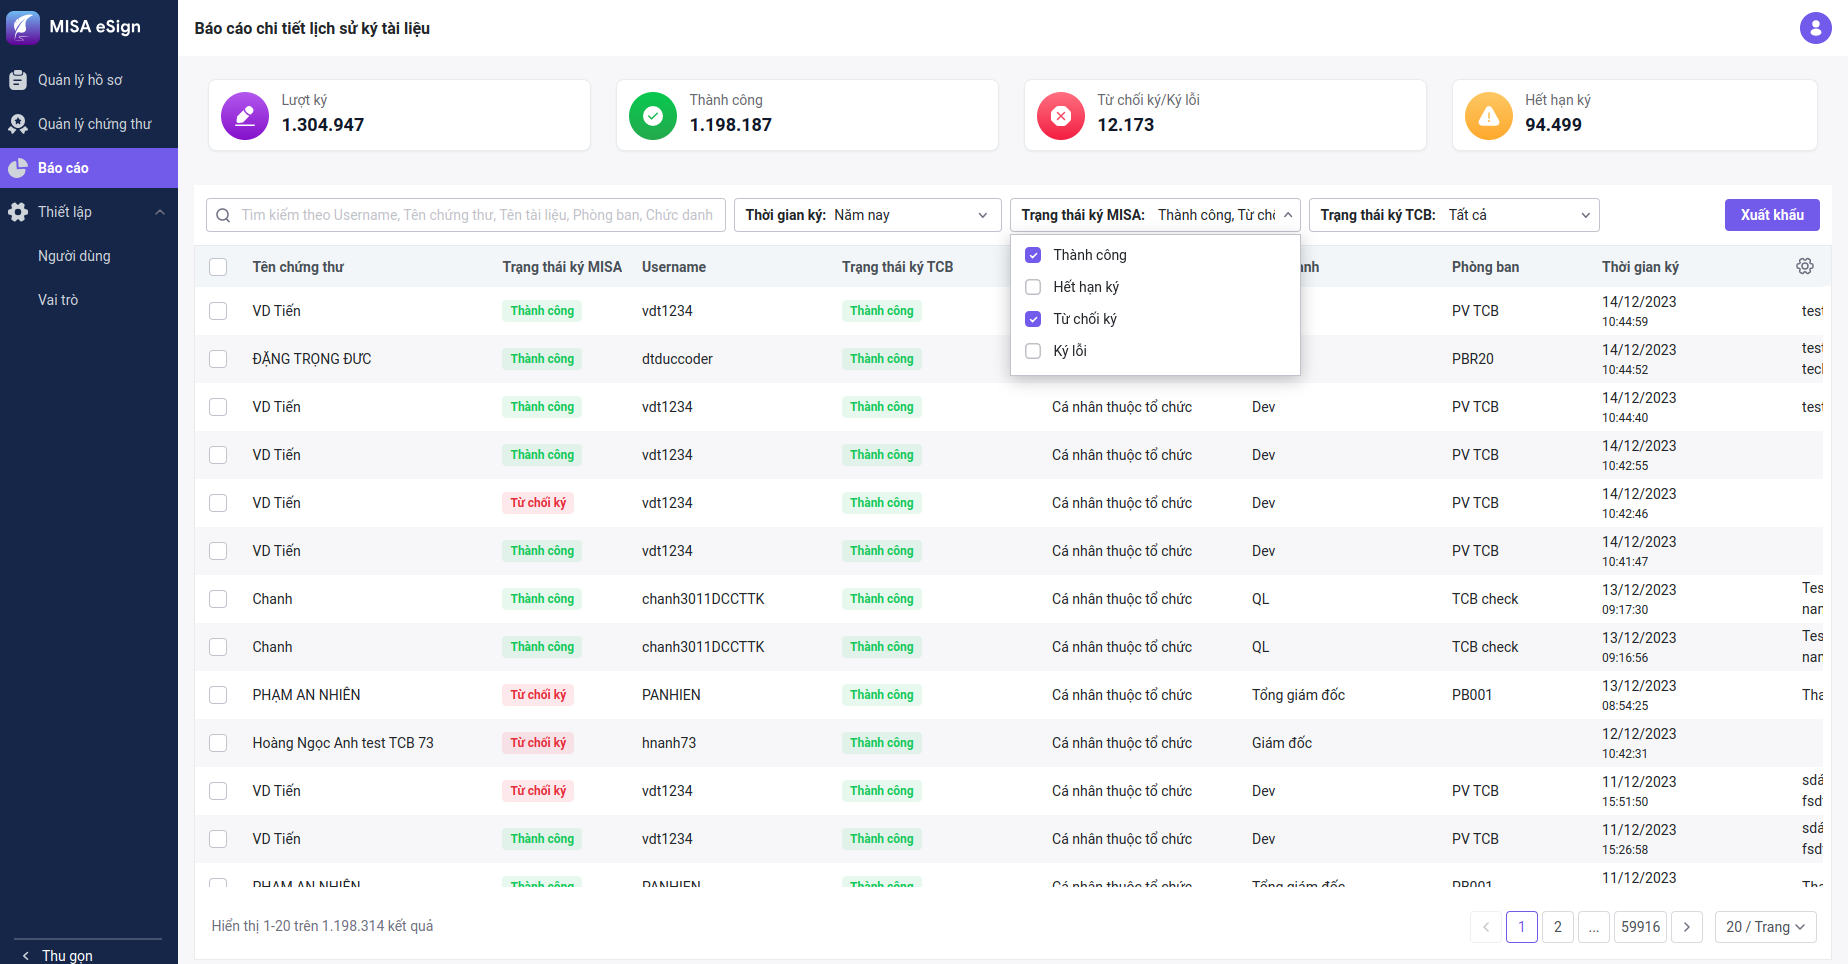 MISA eSign
Báo cáo chi tiết lịch sử ký tài liệu
Quản lý hồ sơ
Quản lý chứng thư
Báo cáo
Thiết lập
Người dùng
Vai trò
Thu gọn
Lượt ký
1.304.947
Thành công
1.198.187
Từ chối ký/Ký lỗi
12.173
Hết hạn ký
94.499
Tìm kiếm theo Username, Tên chứng thư, Tên tài liệu, Phòng ban, Chức danh
Thời gian ký: Năm nay
Trạng thái ký MISA: Thành công, Từ
Trạng thái ký TCB: Tất cả
Xuất khẩu
Thành công
Hết hạn ký
Từ chối ký
Ký lỗi
Tên chứng thư Trạng thái ký MISA Username Trạng thái ký TCB Phòng ban Thời gian ký
VD Tiến Thành công vdt1234 Thành công PV TCB 14/12/2023
10:44:59
ĐẶNG TRỌNG ĐỨC Thành công dtduccoder Thành công PBR20 14/12/2023
10:44:52
VD Tiến Thành công vdt1234 Thành công Cá nhân thuộc tổ chức Dev PV TCB 14/12/2023
10:44:40
VD Tiến Thành công vdt1234 Thành công Cá nhân thuộc tổ chức Dev PV TCB 14/12/2023
10:42:55
VD Tiến Từ chối ký vdt1234 Thành công Cá nhân thuộc tổ chức Dev PV TCB 14/12/2023
10:42:46
VD Tiến Thành công vdt1234 Thành công Cá nhân thuộc tổ chức Dev PV TCB 14/12/2023
10:41:47
Chanh Thành công chanh3011DCCTTK Thành công Cá nhân thuộc tổ chức QL TCB check 13/12/2023
09:17:30
Chanh Thành công chanh3011DCCTTK Thành công Cá nhân thuộc tổ chức QL TCB check 13/12/2023
09:16:56
PHẠM AN NHIÊN Từ chối ký PANHIEN Thành công Cá nhân thuộc tổ chức Tổng giám đốc PB001 13/12/2023
08:54:25
Hoàng Ngọc Anh test TCB 73 Từ chối ký hnanh73 Thành công Cá nhân thuộc tổ chức Giám đốc 12/12/2023
10:42:31
VD Tiến Từ chối ký vdt1234 Thành công Cá nhân thuộc tổ chức Dev PV TCB 11/12/2023
15:51:50
VD Tiến Thành công vdt1234 Thành công Cá nhân thuộc tổ chức Dev PV TCB 11/12/2023
15:26:58
PHẠM AN NHIÊN Thành công PANHIEN Thành công Cá nhân thuộc tổ chức Tổng giám đốc PB001 11/12/2023
Hiển thị 1-20 trên 1.198.314 kết quả
1 2 ... 59916 20 / Trang